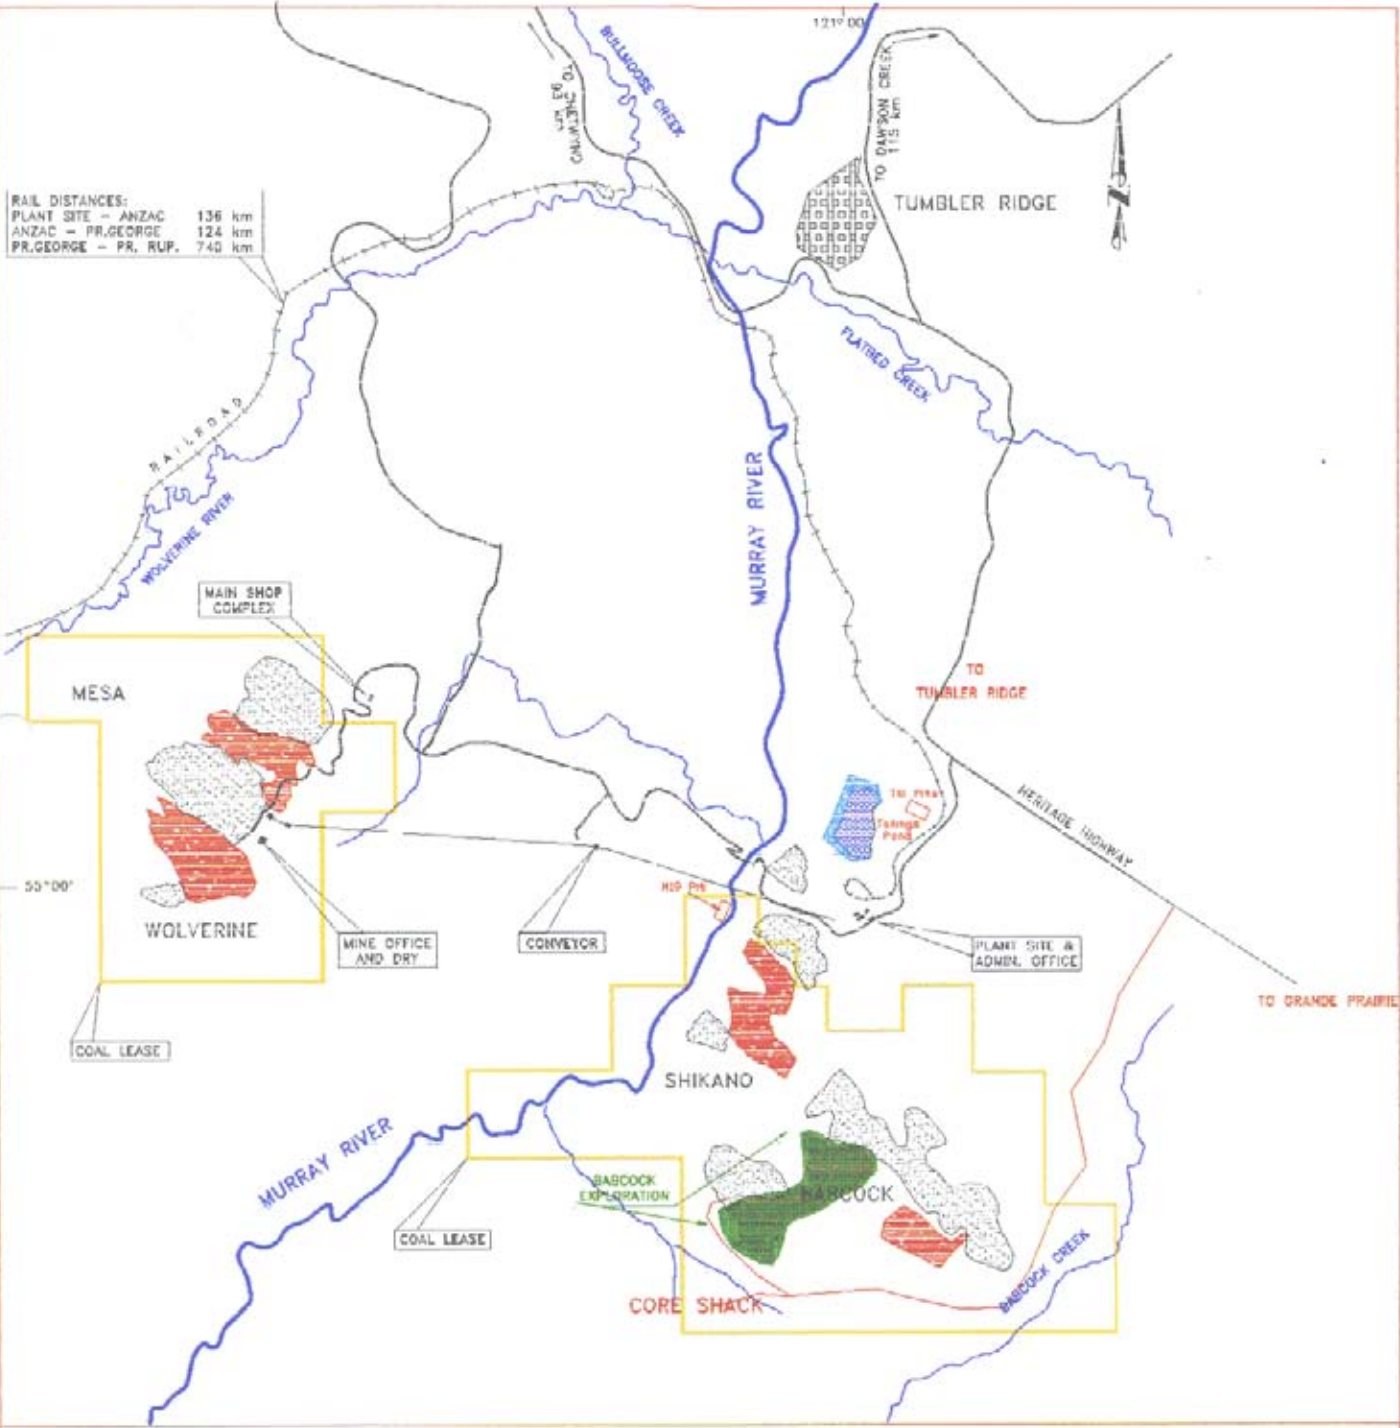 121° 00'
BULLMOOSE CREEK
TO CHETWYND
93 km
TO DAWSON CREEK
115 km
TUMBLER RIDGE
N
RAIL DISTANCES:
PLANT SITE - ANZAC 136 km
ANZAC - PR.GEORGE 124 km
PR.GEORGE - PR. RUP. 740 km
FLATBED CREEK
RAILROAD
WOLVERINE RIVER
MURRAY RIVER
MAIN SHOP
COMPLEX
MESA
TO
TUMBLER RIDGE
HERITAGE HIGHWAY
Tailings
Pond
55°00'
WOLVERINE
MINE OFFICE
AND DRY
CONVEYOR
PLANT SITE &
ADMIN. OFFICE
TO GRANDE PRAIRIE
COAL LEASE
SHIKANO
MURRAY RIVER
BABCOCK
EXPLORATION
BABCOCK
COAL LEASE
BABCOCK CREEK
CORE SHACK